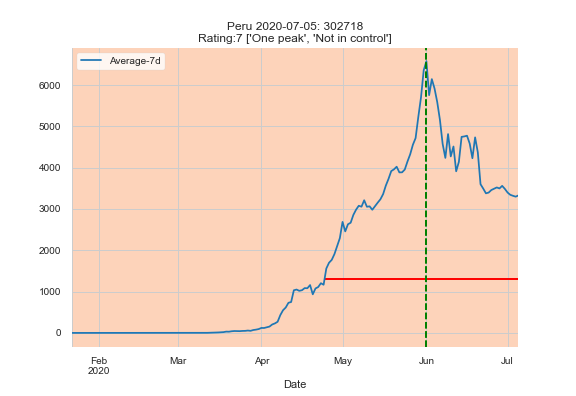 Peru 2020-07-05: 302718
Rating:7 ['One peak', 'Not in control']
Average-7d
6000
5000
4000
3000
2000
1000
0
Feb
2020
Mar
Apr
May
Jun
Jul
Date